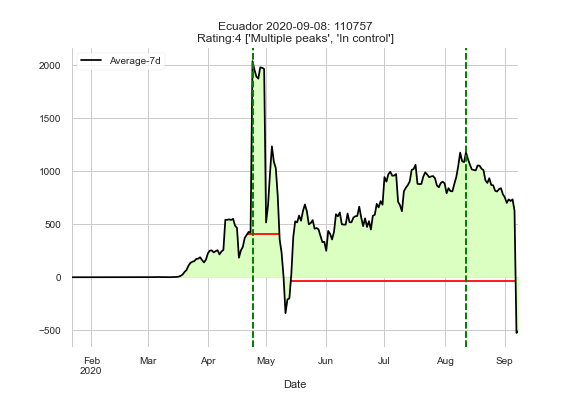 Ecuador 2020-09-08: 110757
Rating:4 ['Multiple peaks', 'In control']
Average-7d
2000
1500
1000
500
0
−500
Feb
2020
Mar
Apr
May
Jun
Jul
Aug
Sep
Date